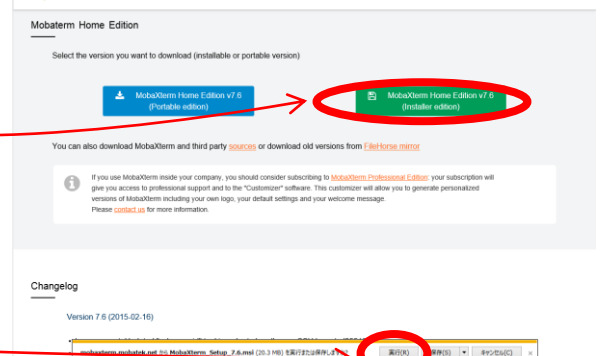 Mobaterm Home Edition
Select the version you want to download (installable or portable version)
MobaXterm Home Edition v7.6
(Portable edition)
MobaXterm Home Edition v7.6
(Installer edition)
You can also download MobaXterm and third party sources or download old versions from FileHorse mirror
If you use MobaXterm inside your company, you should consider subscribing to MobaXterm Professional Edition: your subscription will
give you access to professional support and to the "Customizer" software. This customizer will allow you to generate personalized
versions of MobaXterm including your own logo, your default settings and your welcome message.
Please contact us for more information.
Changelog
Version 7.6 (2015-02-16)
mobaxterm.mobatek.net から MobaXterm_Setup_7.6.msi (20.3 MB) を実行または保存しますか?
実行(R)
保存(S)
キャンセル(C)
×